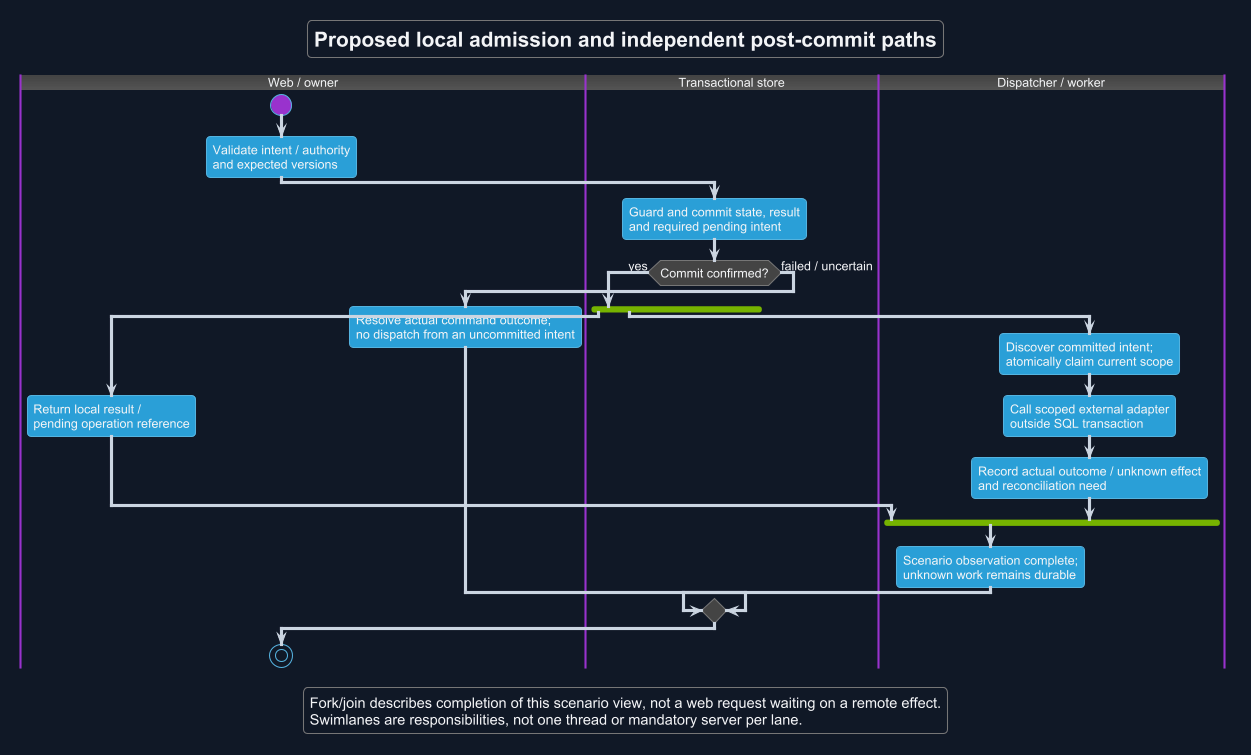 Proposed local admission and independent post-commit paths
Web / owner
Transactional store
Dispatcher / worker
Validate intent / authority
and expected versions
Guard and commit state, result
and required pending intent
Commit confirmed?
yes
failed / uncertain
Resolve actual command outcome;
no dispatch from an uncommitted intent
Discover committed intent;
atomically claim current scope
Return local result /
pending operation reference
Call scoped external adapter
outside SQL transaction
Record actual outcome / unknown effect
and reconciliation need
Scenario observation complete;
unknown work remains durable
Fork/join describes completion of this scenario view, not a web request waiting on a remote effect.
Swimlanes are responsibilities, not one thread or mandatory server per lane.